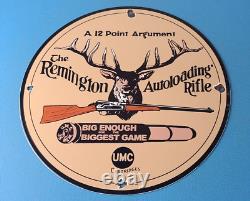 A 12 Point Argument
The Remington Autoloading Rifle
BIG ENOUGH
BIGGEST GAME
UMC